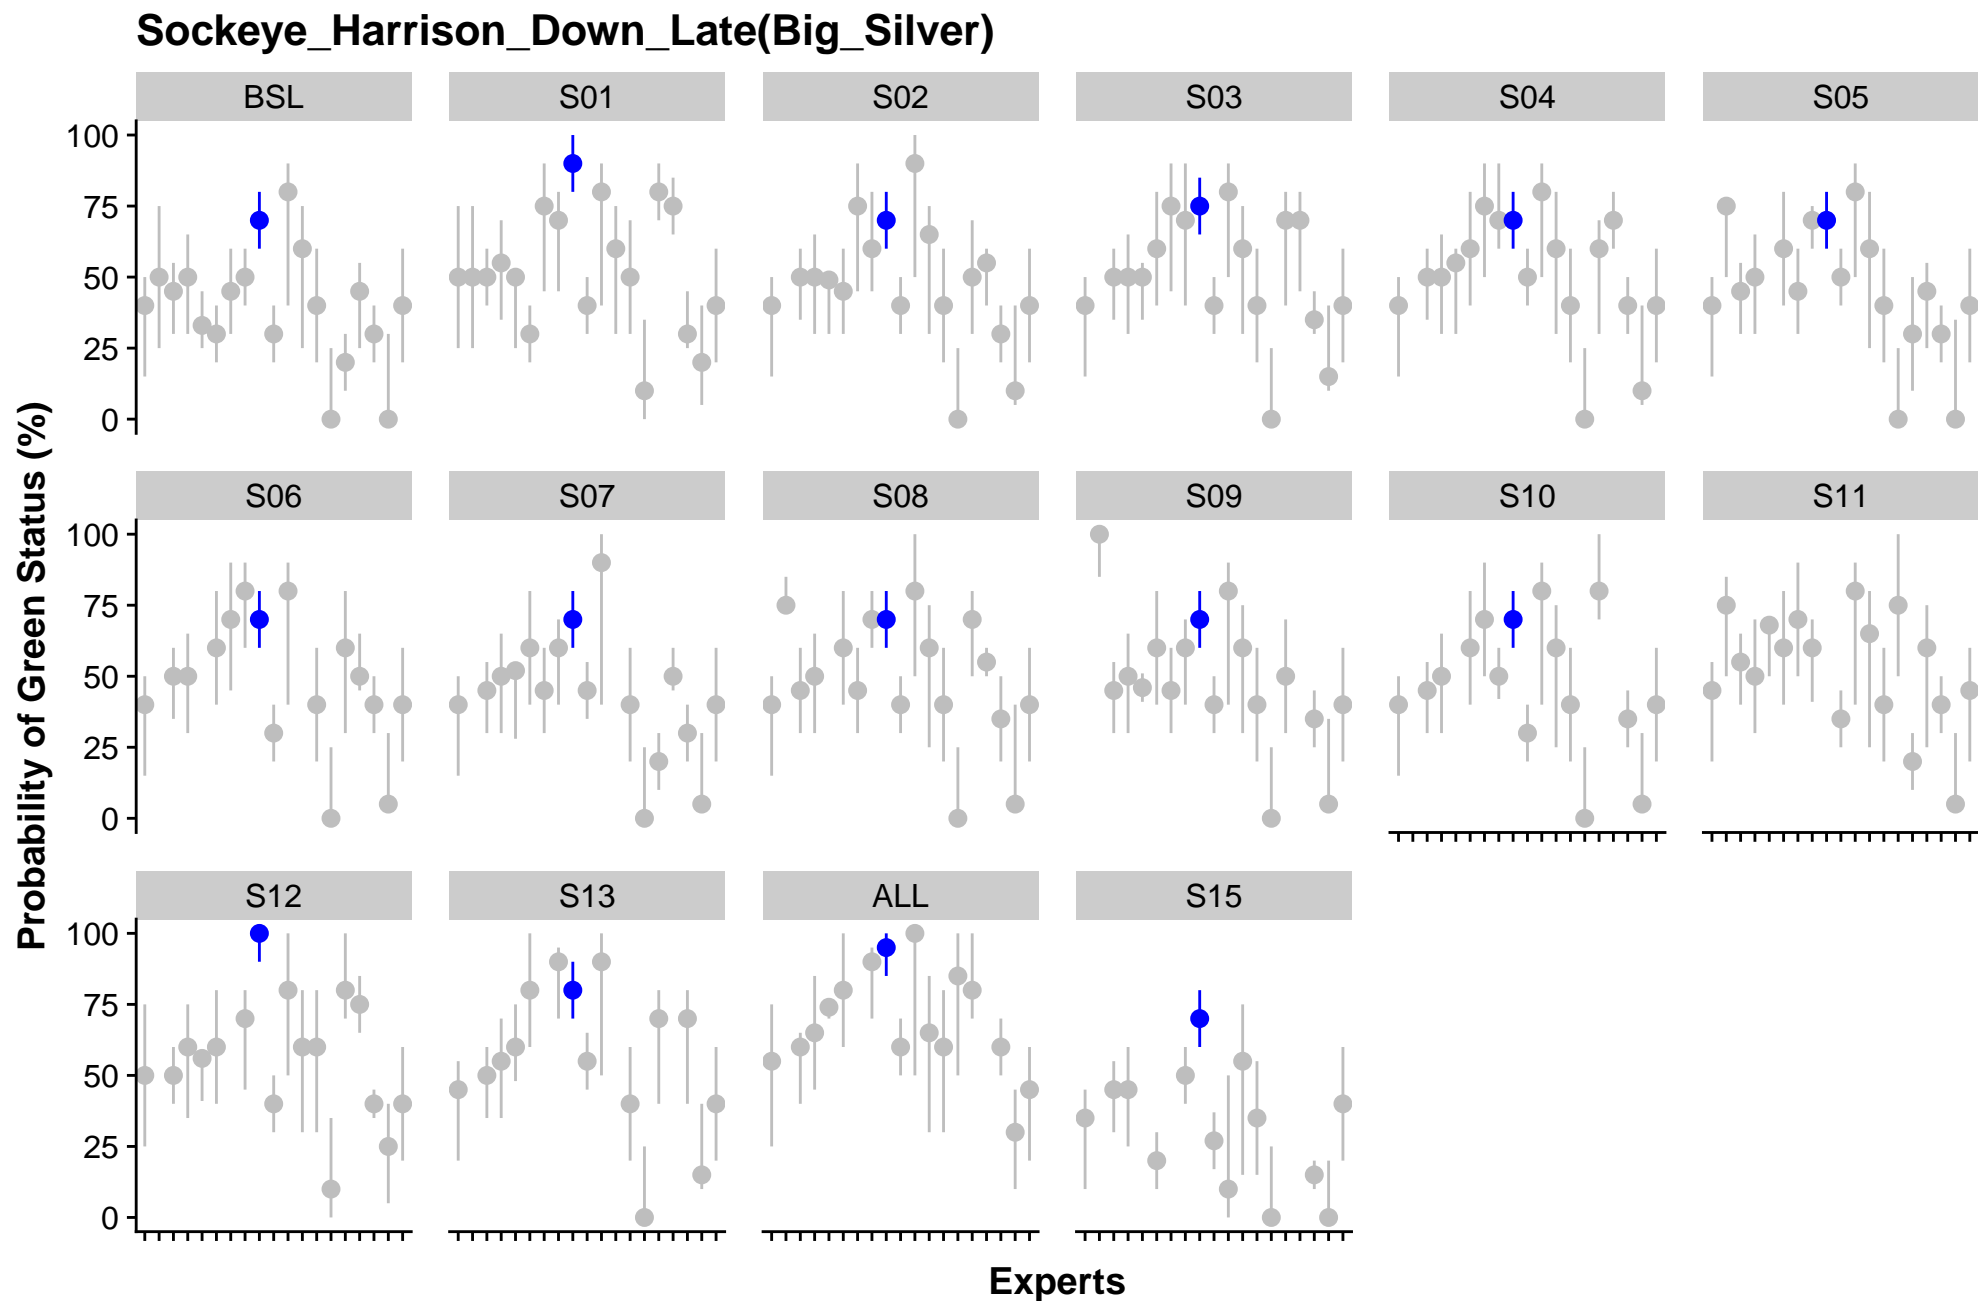 Sockeye_Harrison_Down_Late(Big_Silver)
BSL S01 S02 S03 S04 S05
100
75
50
25
0
S06 S07 S08 S09 S10 S11
100
75
50
25
0
S12 S13 ALL S15
100
75
50
25
0
Probability of Green Status (%)
Experts